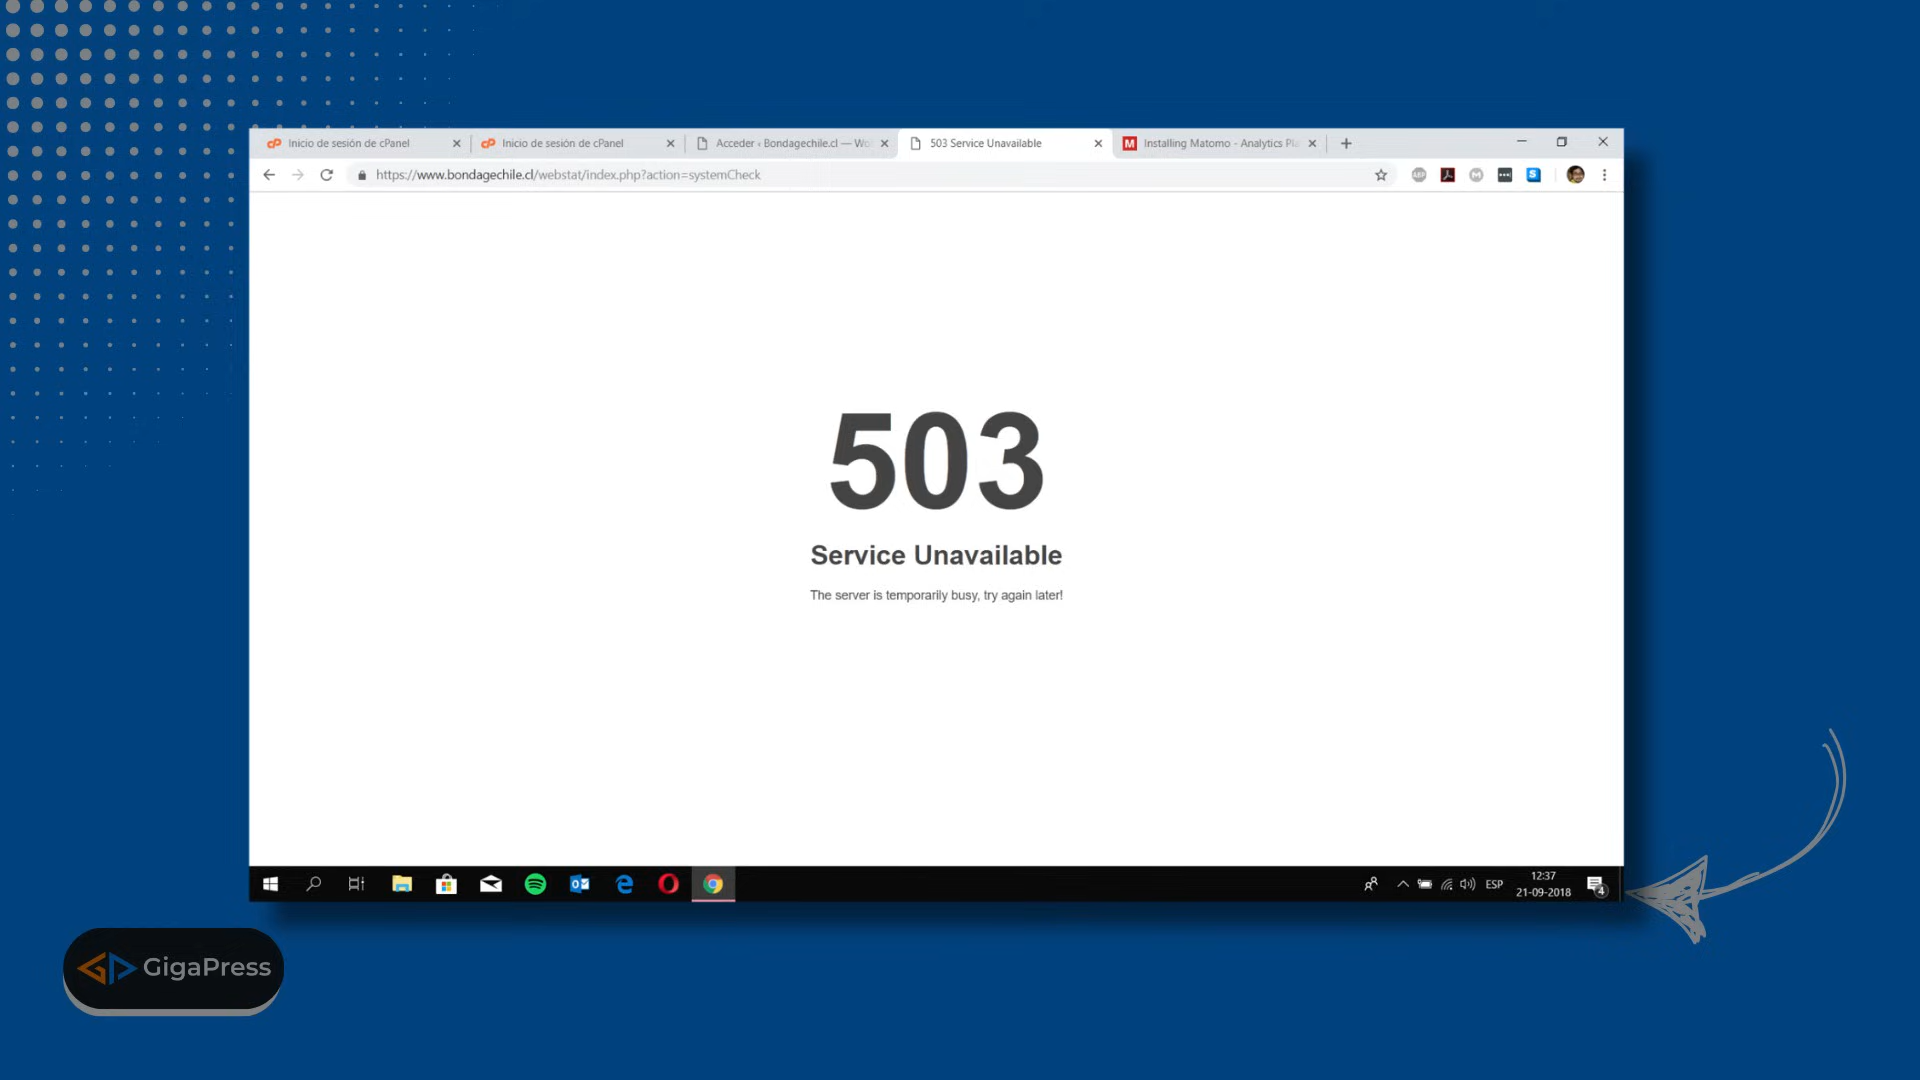 Inicio de sesión de cPanel
Inicio de sesión de cPanel
Acceder ‹ Bondagechile.cl —
503 Service Unavailable
Installing Matomo - Analytics
https://www.bondagechile.cl/webstat/index.php?action=systemCheck
503
Service Unavailable
The server is temporarily busy, try again later!
ESP
12:37
21-09-2018
4
GigaPress